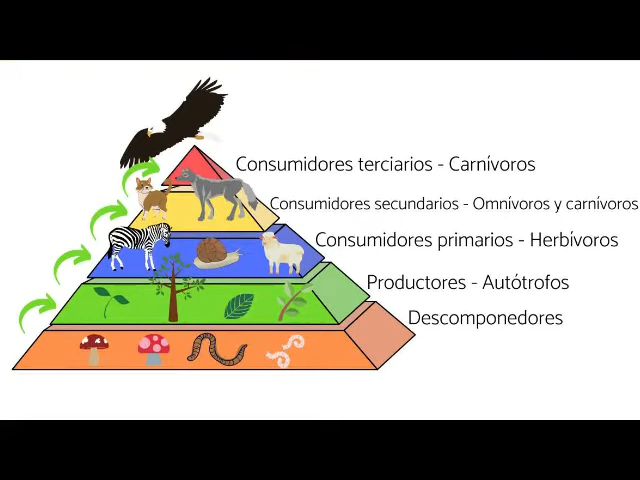 Consumidores terciarios - Carnívoros
Consumidores secundarios - Omnívoros y carnívoros
Consumidores primarios - Herbívoros
Productores - Autótrofos
Descomponedores